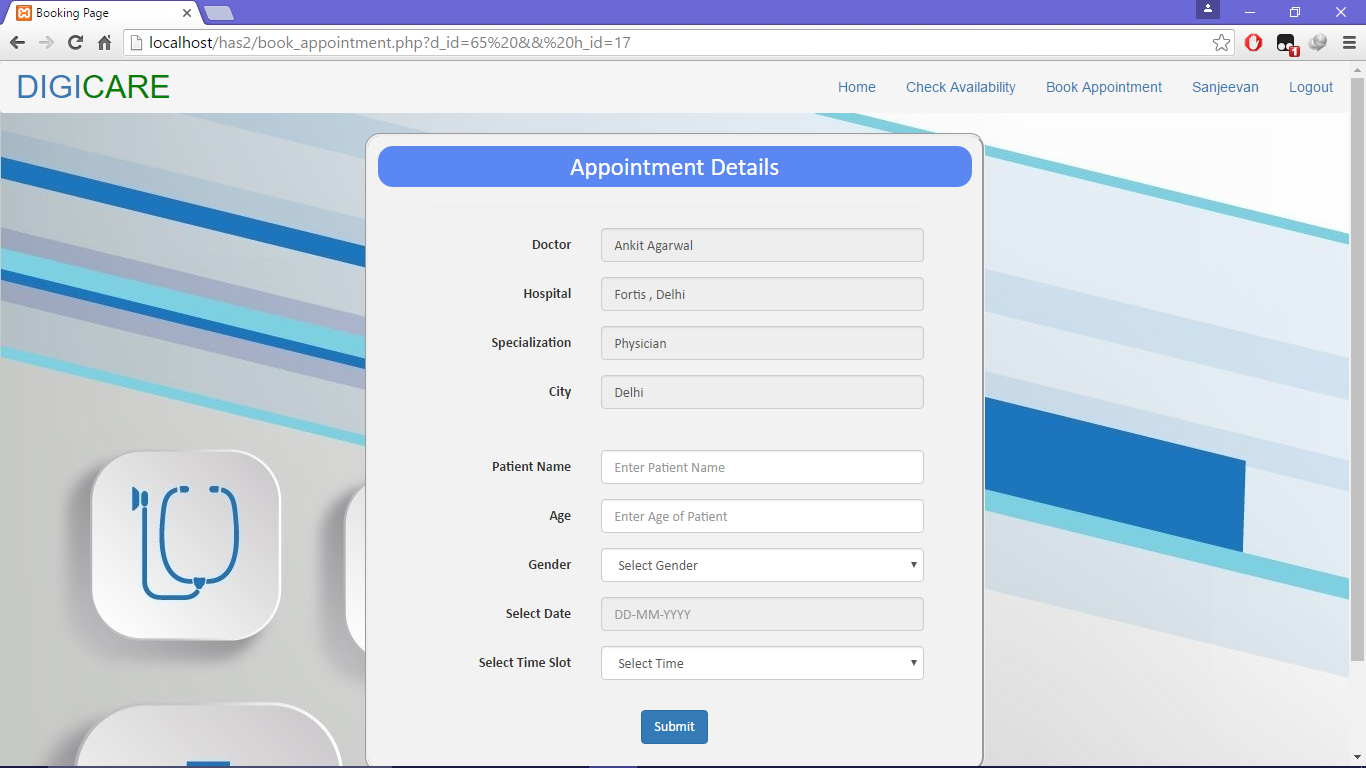 Booking Page
localhost/has2/book_appointment.php?d_id=65%20&&%20h_id=17
1
DIGICARE
Home Check Availability Book Appointment Sanjeevan Logout
Appointment Details
Doctor Ankit Agarwal
Hospital Fortis , Delhi
Specialization Physician
City Delhi
Patient Name Enter Patient Name
Age Enter Age of Patient
Gender Select Gender
Select Date DD-MM-YYYY
Select Time Slot Select Time
Submit